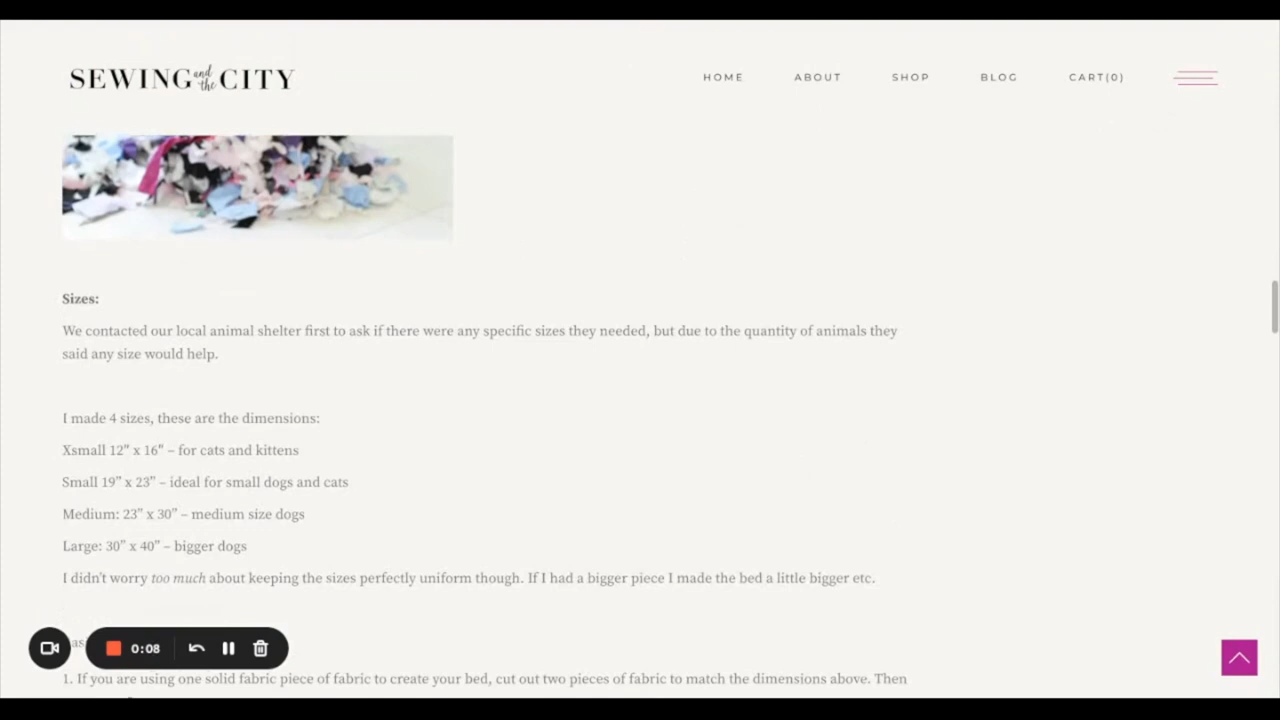 SEWING and the CITY
HOME ABOUT SHOP BLOG CART(0)
Sizes:
We contacted our local animal shelter first to ask if there were any specific sizes they needed, but due to the quantity of animals they
said any size would help.
I made 4 sizes, these are the dimensions:
Xsmall 12" x 16" – for cats and kittens
Small 19” x 23” – ideal for small dogs and cats
Medium: 23” x 30” – medium size dogs
Large: 30” x 40” – bigger dogs
I didn’t worry too much about keeping the sizes perfectly uniform though. If I had a bigger piece I made the bed a little bigger etc.
0:08
1. If you are using one solid fabric piece of fabric to create your bed, cut out two pieces of fabric to match the dimensions above. Then